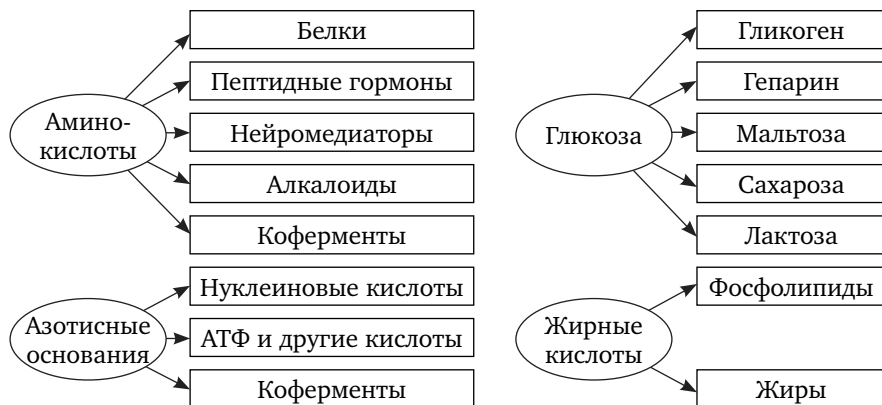 Амино-
кислоты
Белки
Пептидные гормоны
Нейромедиаторы
Алкалоиды
Коферменты
Глюкоза
Гликоген
Гепарин
Мальтоза
Сахароза
Лактоза
Азотисные
основания
Нуклеиновые кислоты
АТФ и другие кислоты
Коферменты
Жирные
кислоты
Фосфолипиды
Жиры